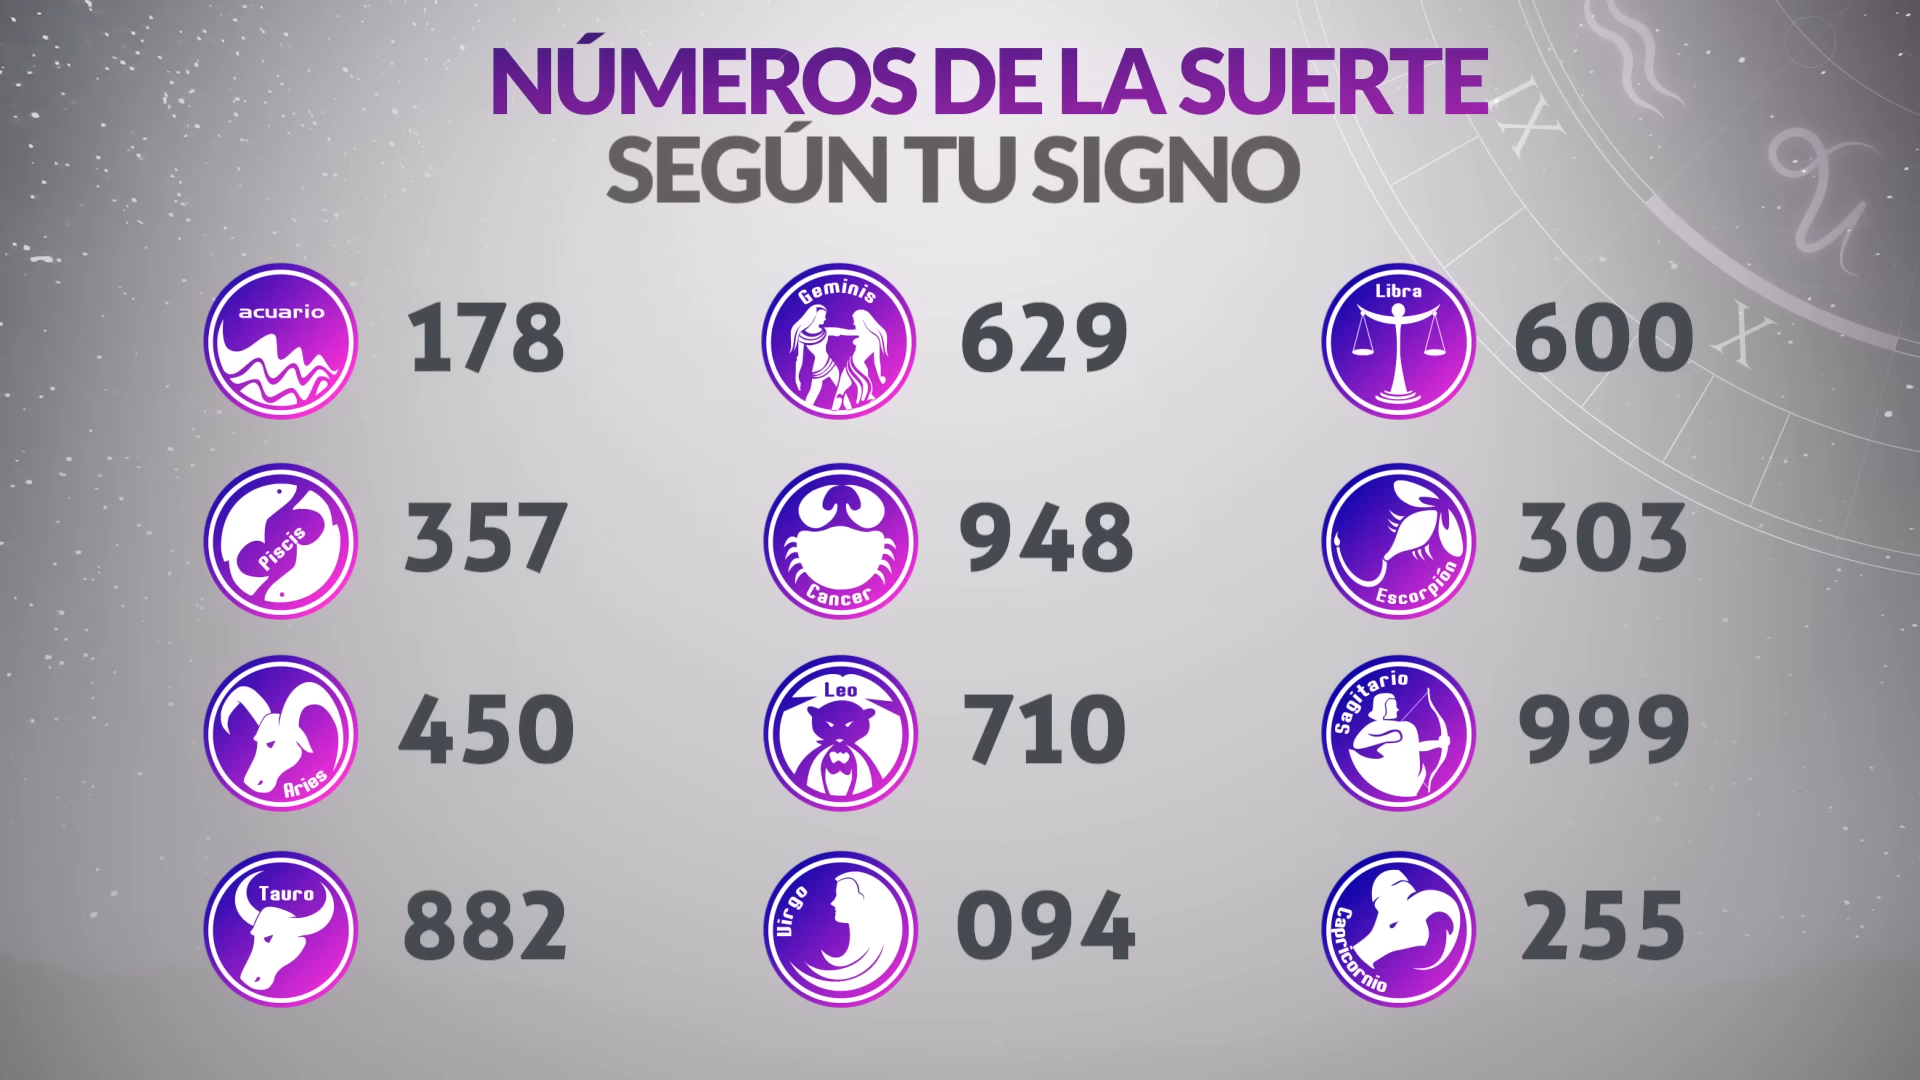 NÚMEROS DE LA SUERTE
SEGÚN TU SIGNO
acuario 178
Geminis 629
Libra 600
Piscis 357
Cancer 948
Escorpión 303
Aries 450
Leo 710
Sagitario 999
Tauro 882
Virgo 094
Capricornio 255
IX
X